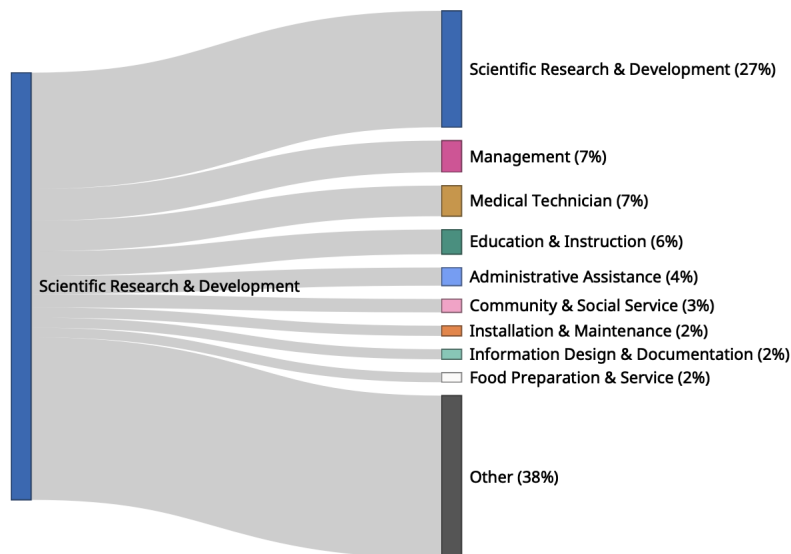 Scientific Research & Development (27%)
Management (7%)
Medical Technician (7%)
Education & Instruction (6%)
Administrative Assistance (4%)
Scientific Research & Development
Community & Social Service (3%)
Installation & Maintenance (2%)
Information Design & Documentation (2%)
Food Preparation & Service (2%)
Other (38%)